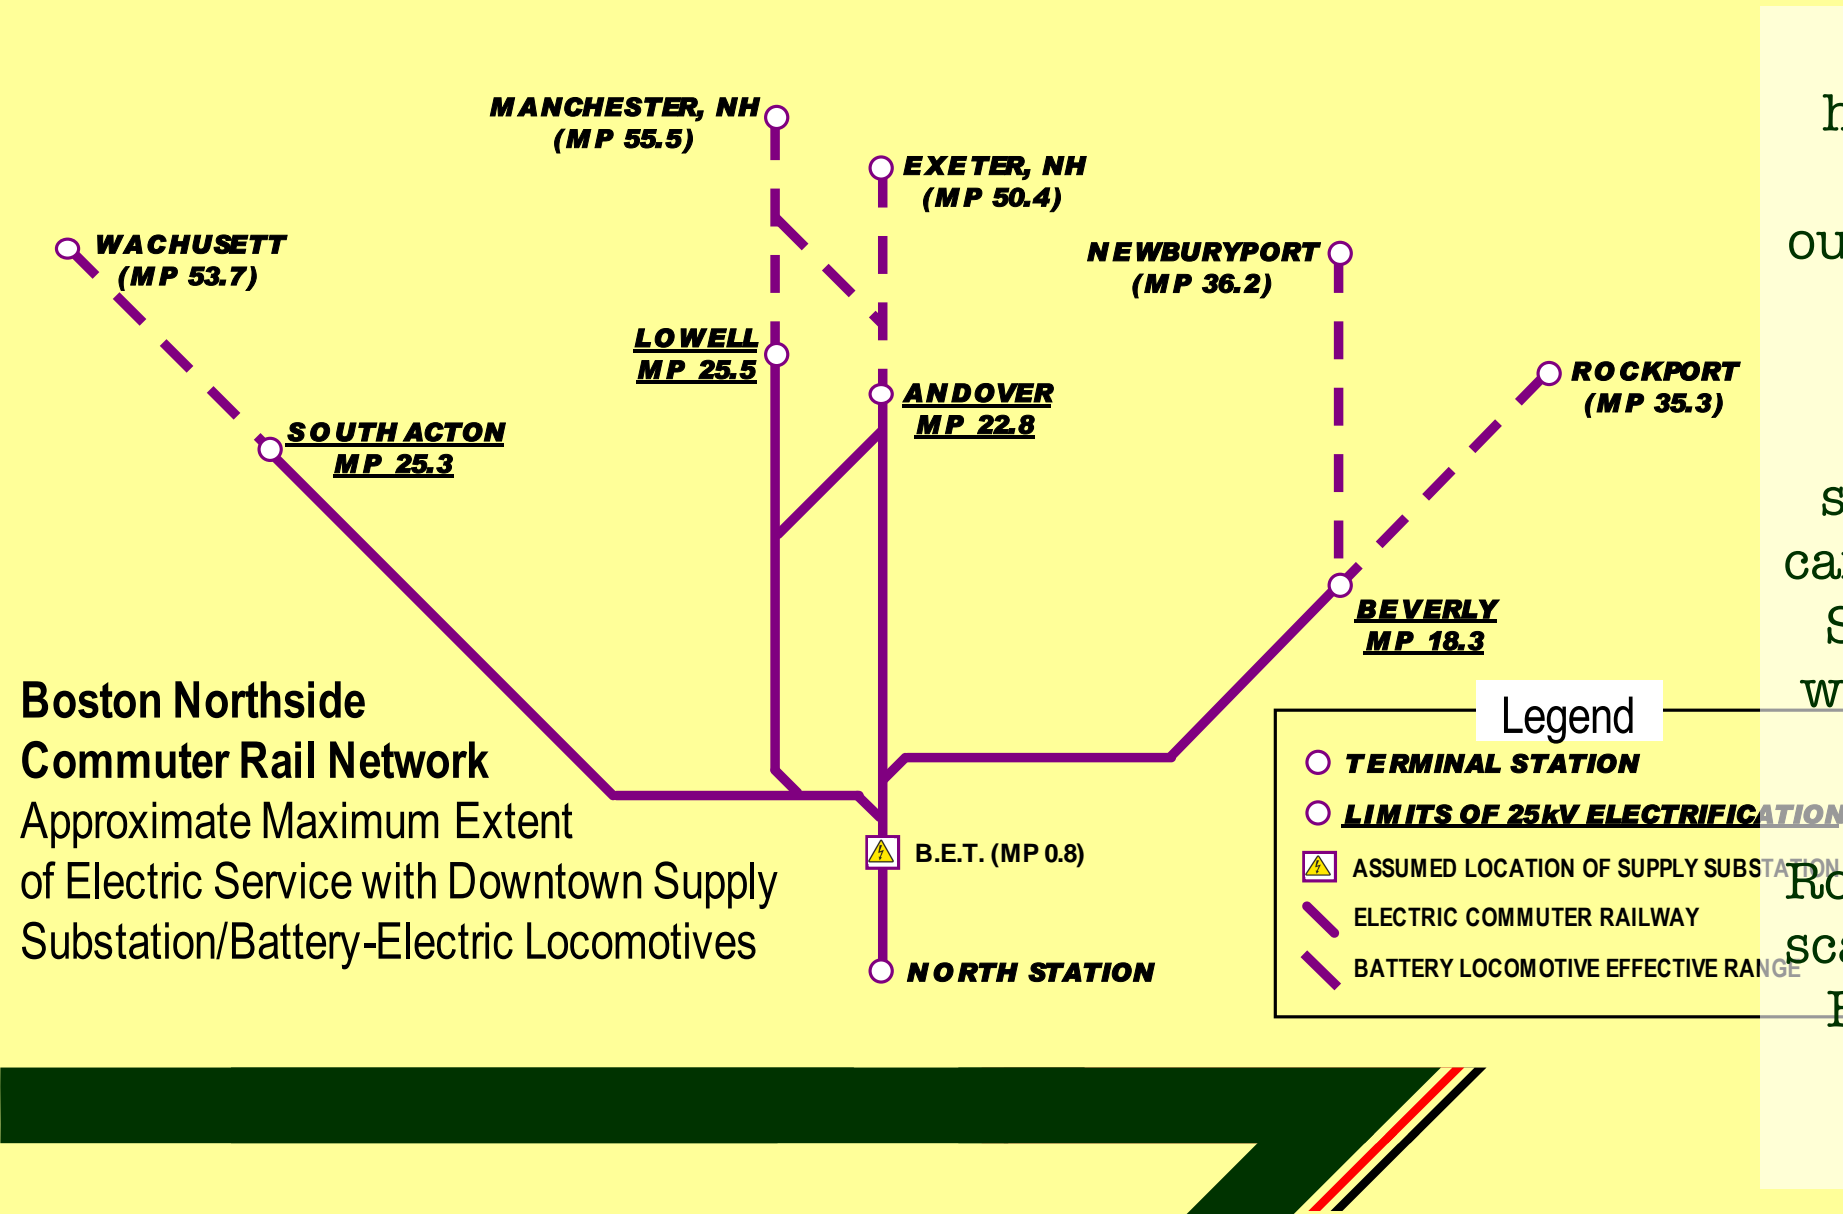 MANCHESTER, NH
(MP 55.5)
EXETER, NH
(MP 50.4)
WACHUSETT
(MP 53.7)
NEWBURYPORT
(MP 36.2)
LOWELL
MP 25.5
ROCKPORT
(MP 35.3)
ANDOVER
MP 22.8
SOUTH ACTON
MP 25.3
BEVERLY
MP 18.3
Boston Northside
Commuter Rail Network
Approximate Maximum Extent
of Electric Service with Downtown Supply
Substation/Battery-Electric Locomotives
B.E.T. (MP 0.8)
NORTH STATION
Legend
TERMINAL STATION
LIMITS OF 25kV ELECTRIFICATION
ASSUMED LOCATION OF SUPPLY SUBSTATION
ELECTRIC COMMUTER RAILWAY
BATTERY LOCOMOTIVE EFFECTIVE RANGE